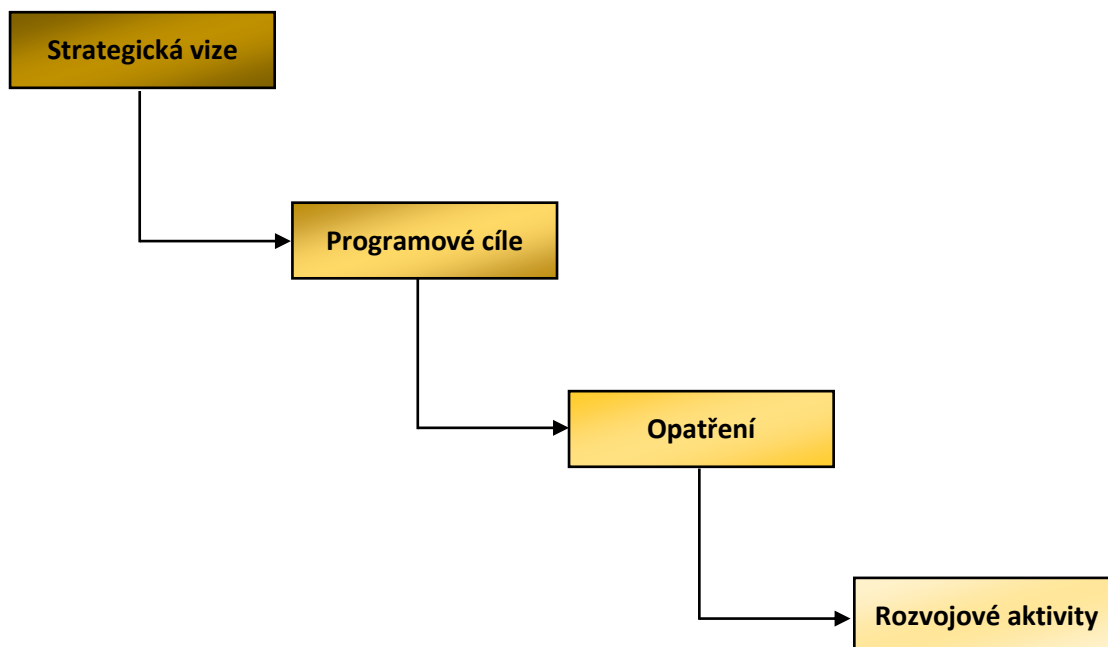 Strategická vize
Programové cíle
Opatření
Rozvojové aktivity